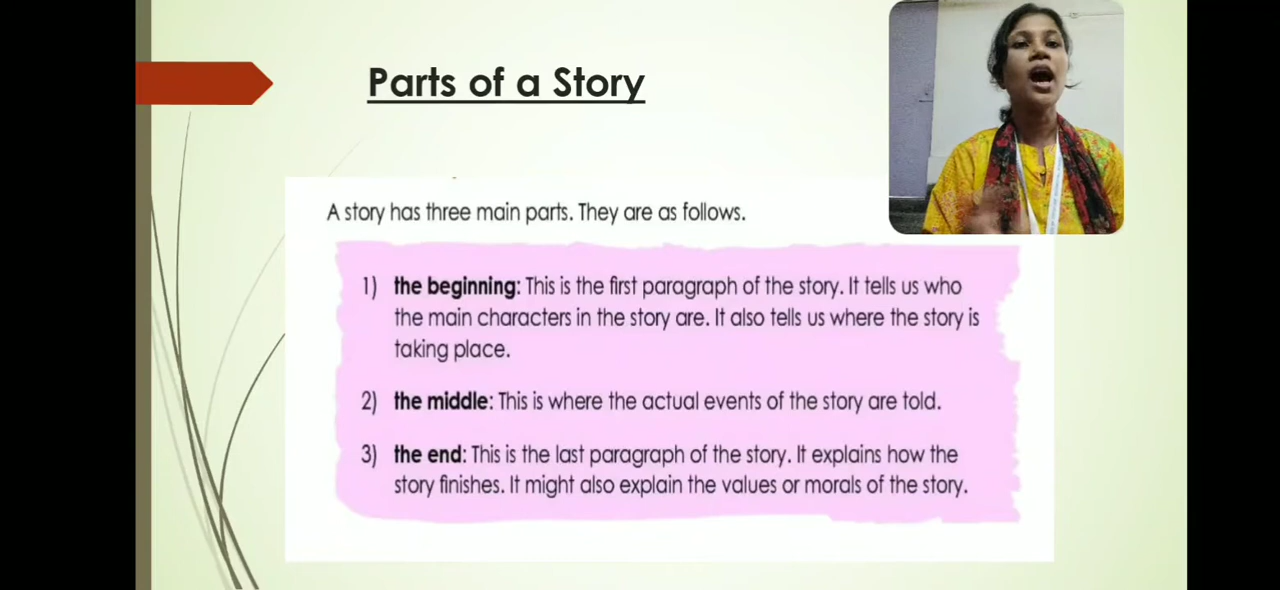 Parts of a Story
A story has three main parts. They are as follows.
1) the beginning: This is the first paragraph of the story. It tells us who
the main characters in the story are. It also tells us where the story is
taking place.
2) the middle: This is where the actual events of the story are told.
3) the end: This is the last paragraph of the story. It explains how the
story finishes. It might also explain the values or morals of the story.